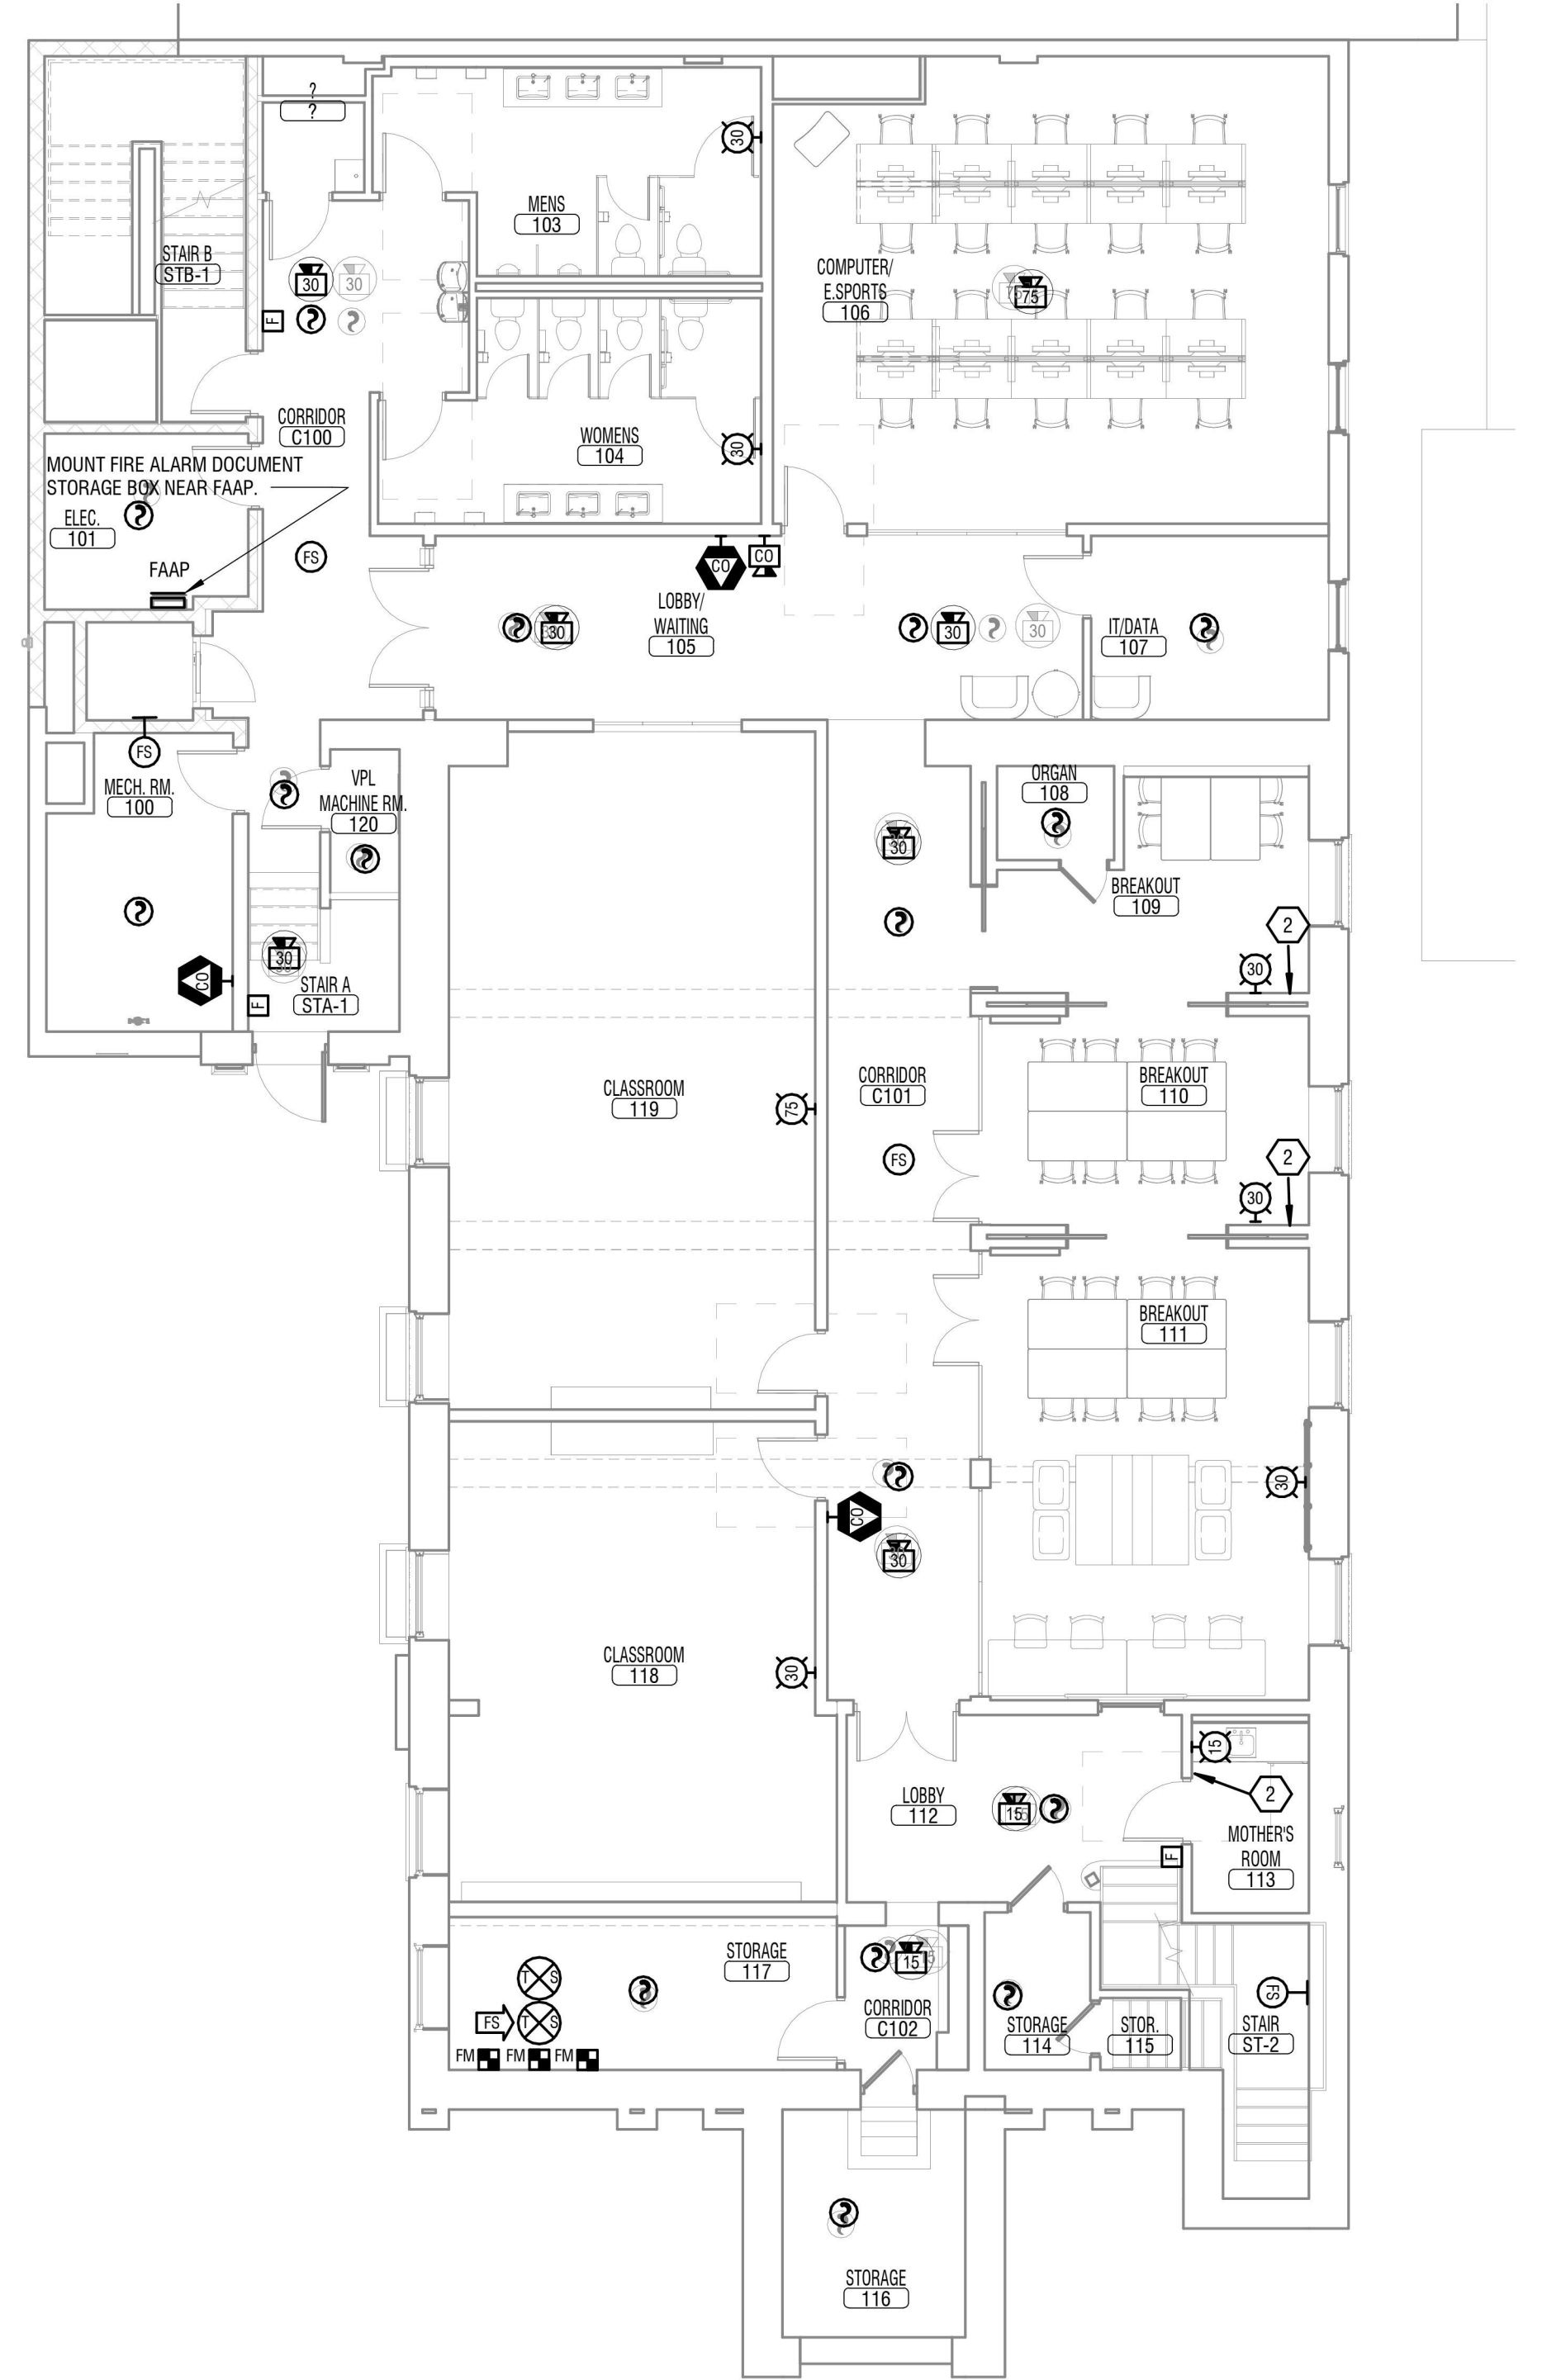 ?
?
30
MENS
103
STAIR B
STB-1
30
30
F
COMPUTER/
E.SPORTS
106
75
CORRIDOR
C100
WOMENS
104
30
MOUNT FIRE ALARM DOCUMENT
STORAGE BOX NEAR FAAP.
ELEC.
101
FAAP
FS
CO
CO
LOBBY/
WAITING
105
30
30
30
IT/DATA
107
FS
MECH. RM.
100
VPL
MACHINE RM.
120
30
ORGAN
108
BREAKOUT
109
2
30
CO
30
STAIR A
STA-1
F
CLASSROOM
119
75
CORRIDOR
C101
BREAKOUT
110
FS
2
30
BREAKOUT
111
30
CO
30
CLASSROOM
118
30
15
LOBBY
112
15
2
MOTHER'S
ROOM
113
F
STORAGE
117
15
T S
FS
T S
FM
FM
FM
CORRIDOR
C102
STORAGE
114
STOR.
115
FS
STAIR
ST-2
STORAGE
116